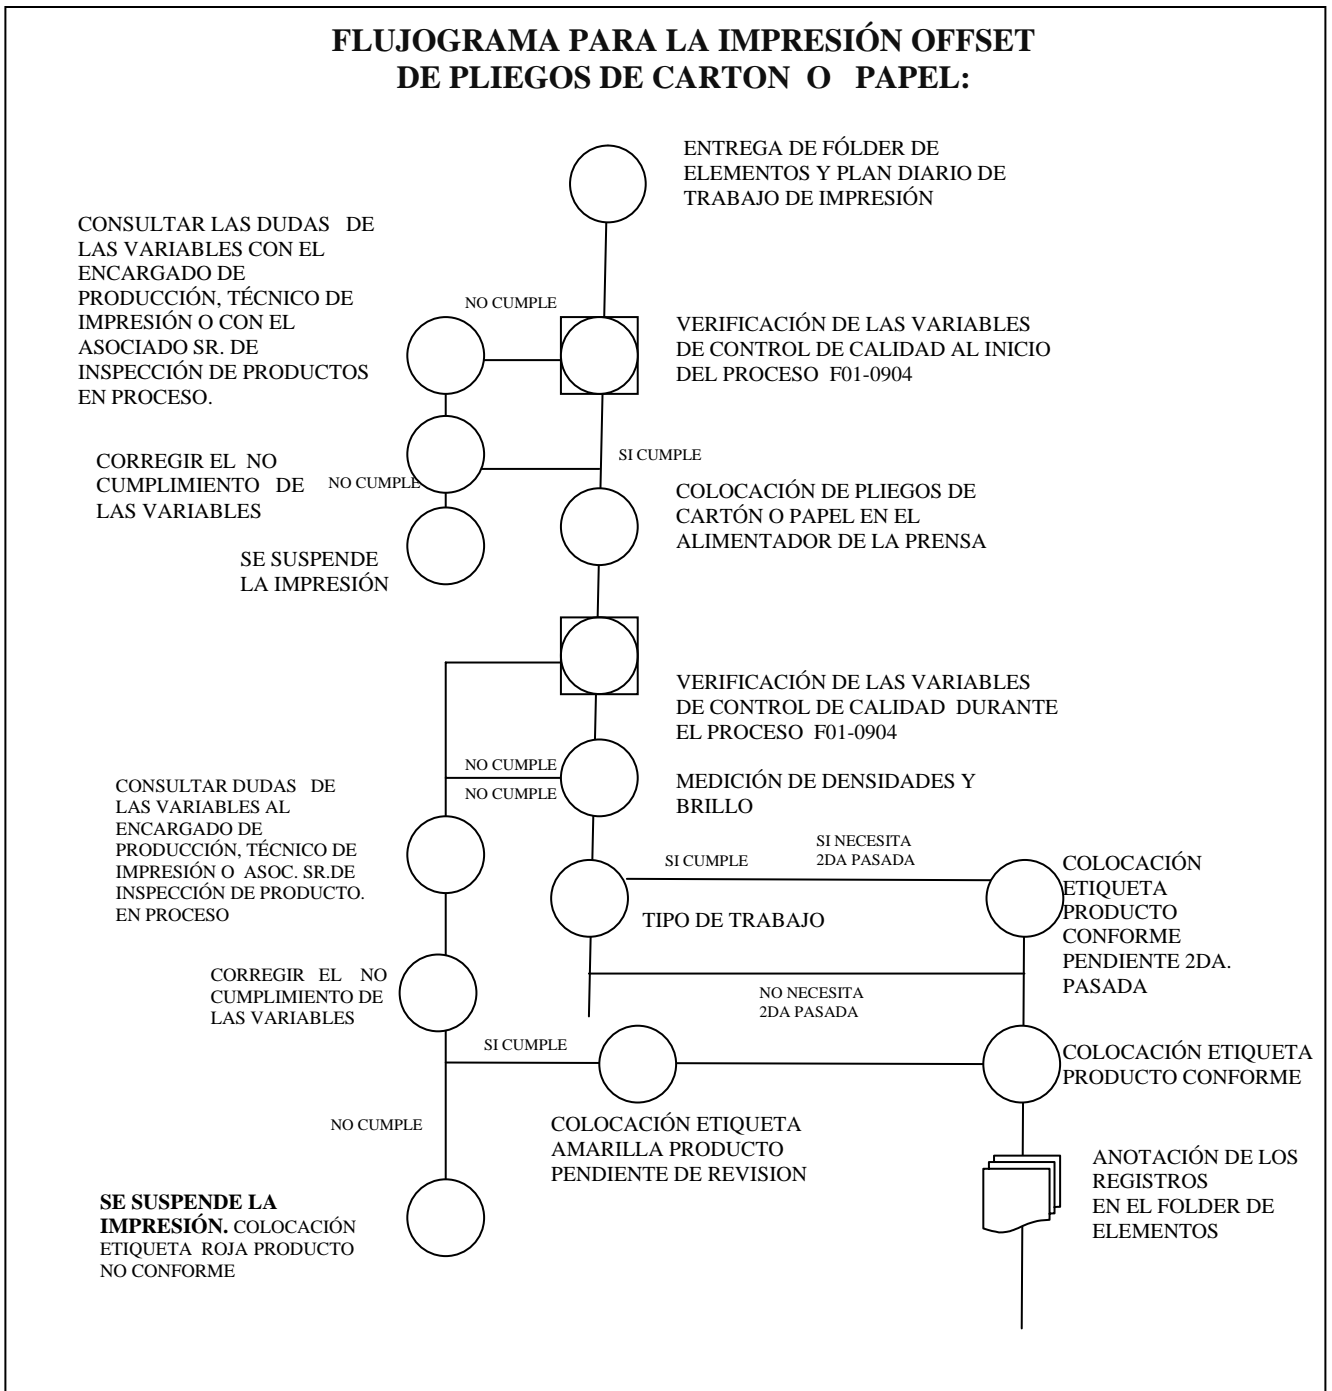 FLUJOGRAMA PARA LA IMPRESIÓN OFFSET
DE PLIEGOS DE CARTON O PAPEL:
ENTREGA DE FÓLDER DE
ELEMENTOS Y PLAN DIARIO DE
TRABAJO DE IMPRESIÓN
CONSULTAR LAS DUDAS DE
LAS VARIABLES CON EL
ENCARGADO DE
PRODUCCIÓN, TÉCNICO DE
IMPRESIÓN O CON EL
ASOCIADO SR. DE
INSPECCIÓN DE PRODUCTOS
EN PROCESO.
NO CUMPLE
VERIFICACIÓN DE LAS VARIABLES
DE CONTROL DE CALIDAD AL INICIO
DEL PROCESO F01-0904
CORREGIR EL NO
CUMPLIMIENTO DE
LAS VARIABLES
NO CUMPLE
SI CUMPLE
COLOCACIÓN DE PLIEGOS DE
CARTÓN O PAPEL EN EL
ALIMENTADOR DE LA PRENSA
SE SUSPENDE
LA IMPRESIÓN
VERIFICACIÓN DE LAS VARIABLES
DE CONTROL DE CALIDAD DURANTE
EL PROCESO F01-0904
NO CUMPLE
NO CUMPLE
MEDICIÓN DE DENSIDADES Y
BRILLO
CONSULTAR DUDAS DE
LAS VARIABLES AL
ENCARGADO DE
PRODUCCIÓN, TÉCNICO DE
IMPRESIÓN O ASOC. SR.DE
INSPECCIÓN DE PRODUCTO.
EN PROCESO
SI CUMPLE
SI NECESITA
2DA PASADA
TIPO DE TRABAJO
COLOCACIÓN
ETIQUETA
PRODUCTO
CONFORME
PENDIENTE 2DA.
PASADA
CORREGIR EL NO
CUMPLIMIENTO DE
LAS VARIABLES
NO NECESITA
2DA PASADA
SI CUMPLE
COLOCACIÓN ETIQUETA
PRODUCTO CONFORME
NO CUMPLE
COLOCACIÓN ETIQUETA
AMARILLA PRODUCTO
PENDIENTE DE REVISION
ANOTACIÓN DE LOS
REGISTROS
EN EL FOLDER DE
ELEMENTOS
SE SUSPENDE LA
IMPRESIÓN. COLOCACIÓN
ETIQUETA ROJA PRODUCTO
NO CONFORME